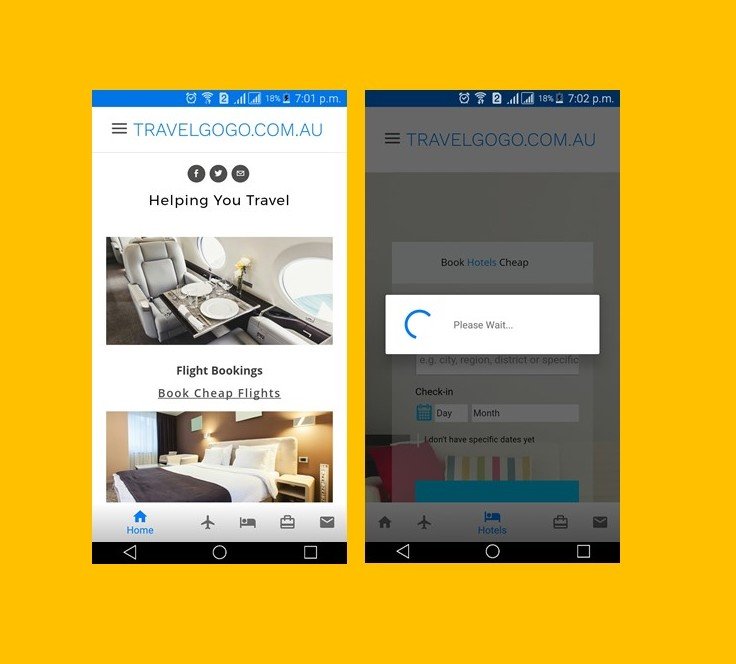 2 18% 7:01 p.m.
TRAVELGOGO.COM.AU
Helping You Travel
Flight Bookings
Book Cheap Flights
Home
2 18% 7:02 p.m.
TRAVELGOGO.COM.AU
Book Hotels Cheap
Please Wait...
e.g. city, region, district or specific
Check-in
Day Month
I don't have specific dates yet
Hotels